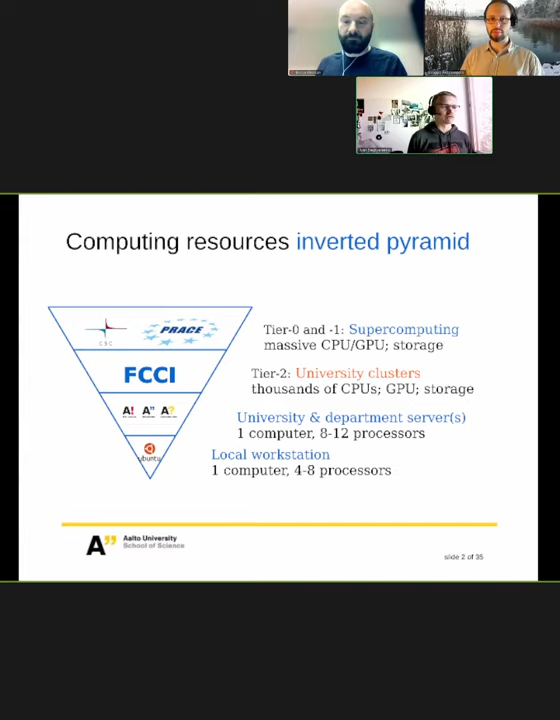 Computing resources inverted pyramid
CSC
PRACE
Tier-0 and -1: Supercomputing
massive CPU/GPU; storage
FCCI
Tier-2: University clusters
thousands of CPUs; GPU; storage
A! A" A?
University & department server(s)
1 computer, 8-12 processors
ubuntu
Local workstation
1 computer, 4-8 processors
A"
Aalto University
School of Science
slide 2 of 35